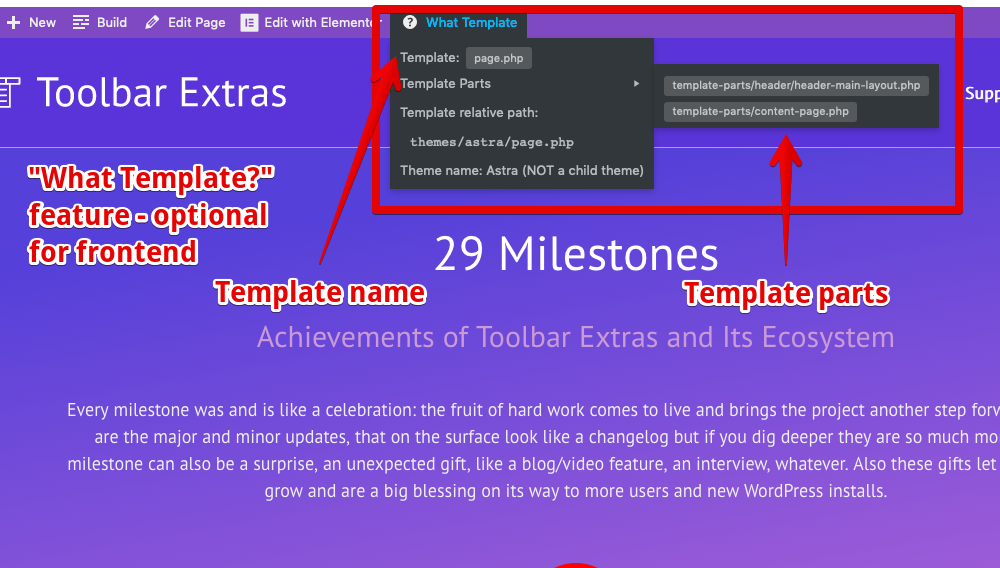 New Build Edit Page Edit with Elementor What Template
Template: page.php
Template Parts
template-parts/header/header-main-layout.php
template-parts/content-page.php
Template relative path:
themes/astra/page.php
Theme name: Astra (NOT a child theme)
Toolbar Extras
Supp
"What Template?"
feature - optional
for frontend
Template name
Template parts
29 Milestones
Achievements of Toolbar Extras and Its Ecosystem
Every milestone was and is like a celebration: the fruit of hard work comes to live and brings the project another step forw
are the major and minor updates, that on the surface look like a changelog but if you dig deeper they are so much mo
milestone can also be a surprise, an unexpected gift, like a blog/video feature, an interview, whatever. Also these gifts let
grow and are a big blessing on its way to more users and new WordPress installs.